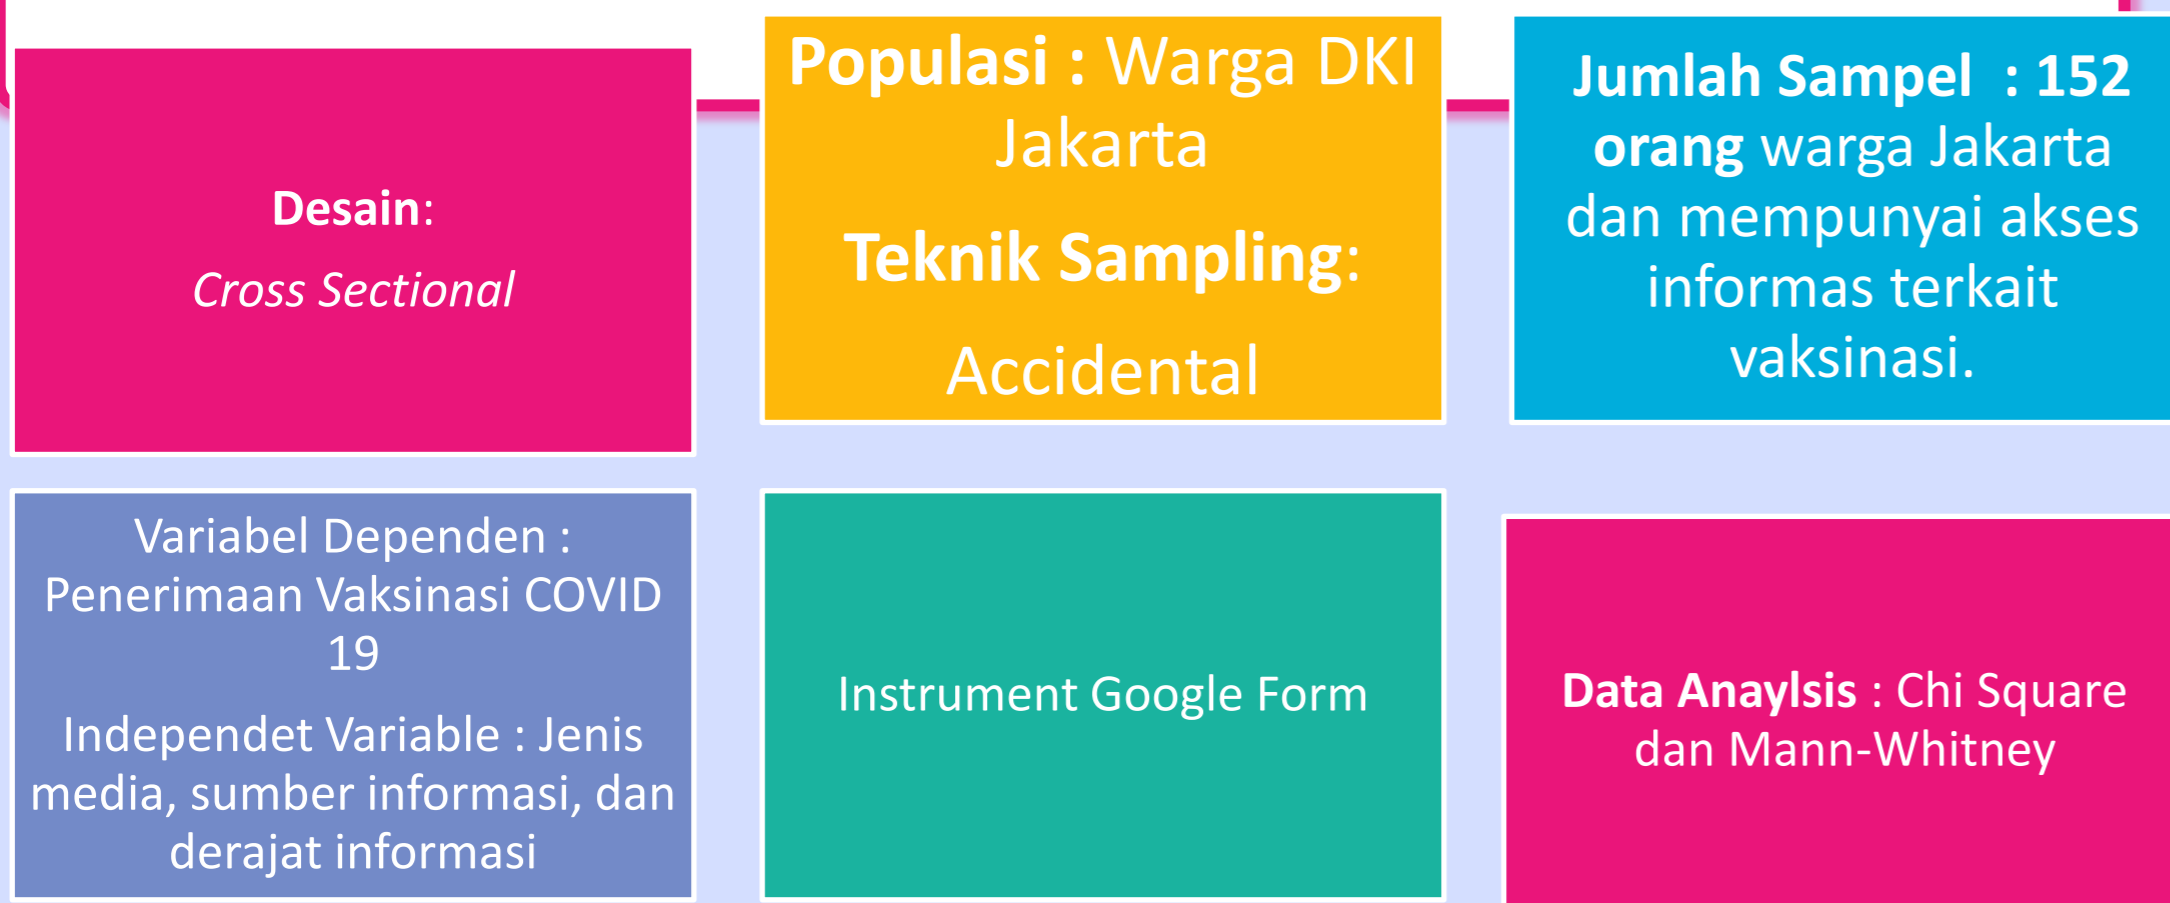 Desain:
Cross Sectional
Populasi : Warga DKI
Jakarta
Teknik Sampling:
Accidental
Jumlah Sampel : 152
orang warga Jakarta
dan mempunyai akses
informas terkait
vaksinasi.
Variabel Dependen :
Penerimaan Vaksinasi COVID
19
Independet Variable : Jenis
media, sumber informasi, dan
derajat informasi
Instrument Google Form
Data Anaylsis : Chi Square
dan Mann-Whitney